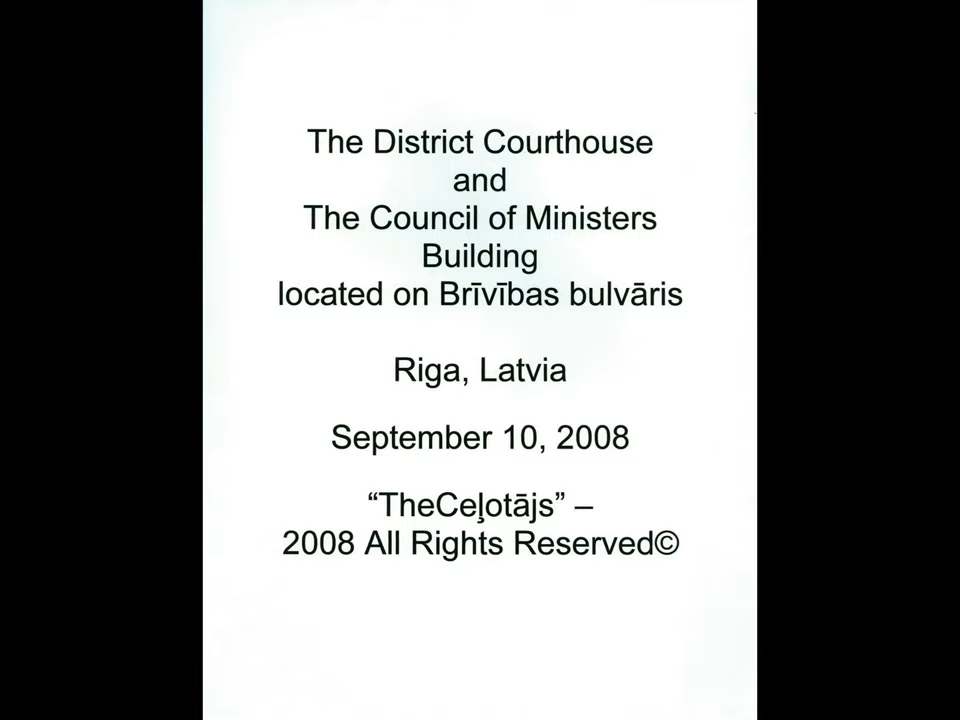 The District Courthouse
and
The Council of Ministers
Building
located on Brīvības bulvāris
Riga, Latvia
September 10, 2008
“TheCeļotājs” –
2008 All Rights Reserved©